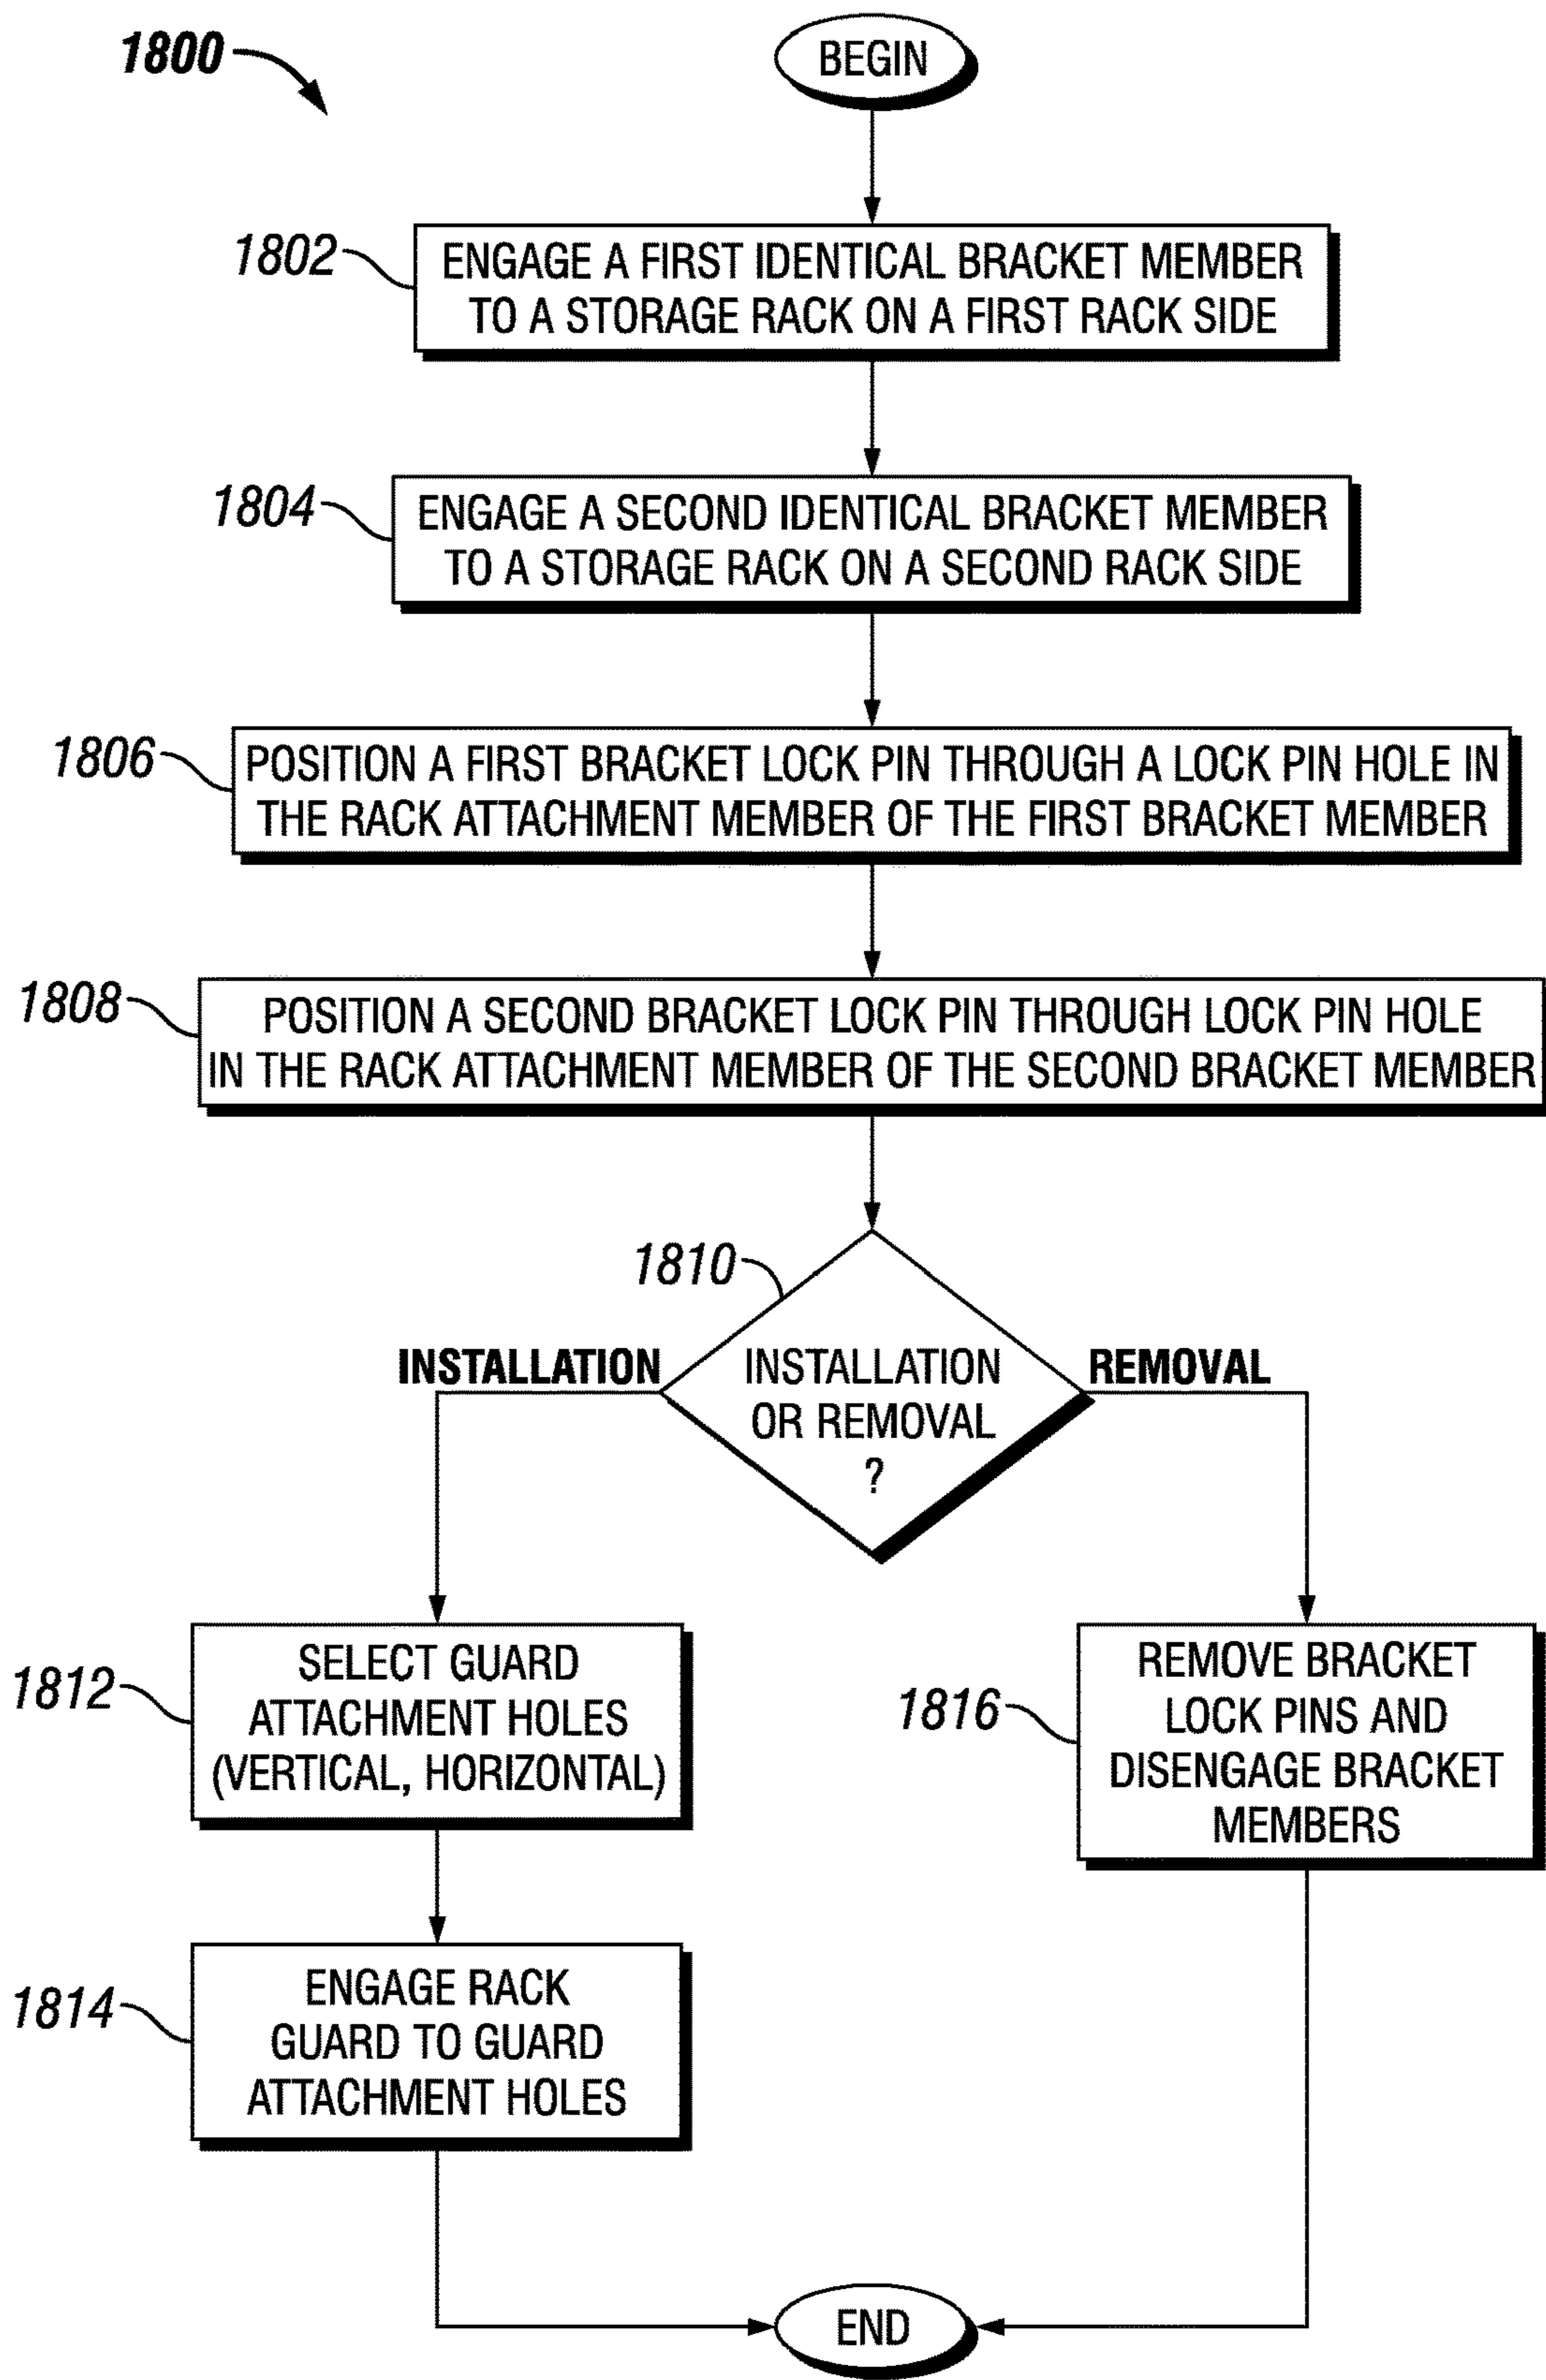 1800
BEGIN
1802
ENGAGE A FIRST IDENTICAL BRACKET MEMBER
TO A STORAGE RACK ON A FIRST RACK SIDE
1804
ENGAGE A SECOND IDENTICAL BRACKET MEMBER
TO A STORAGE RACK ON A SECOND RACK SIDE
1806
POSITION A FIRST BRACKET LOCK PIN THROUGH A LOCK PIN HOLE IN
THE RACK ATTACHMENT MEMBER OF THE FIRST BRACKET MEMBER
1808
POSITION A SECOND BRACKET LOCK PIN THROUGH LOCK PIN HOLE
IN THE RACK ATTACHMENT MEMBER OF THE SECOND BRACKET MEMBER
1810
INSTALLATION
INSTALLATION
OR REMOVAL
?
REMOVAL
1812
SELECT GUARD
ATTACHMENT HOLES
(VERTICAL, HORIZONTAL)
1816
REMOVE BRACKET
LOCK PINS AND
DISENGAGE BRACKET
MEMBERS
1814
ENGAGE RACK
GUARD TO GUARD
ATTACHMENT HOLES
END